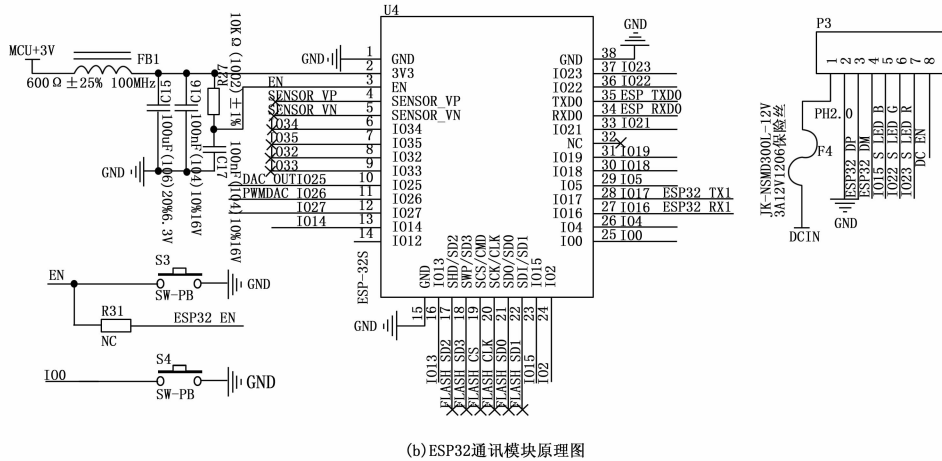 U4
ESP-32S
MCU+3V
FB1
600Ω ±25% 100MHz
10KΩ(1002)±1%
R27
C15
100nF(106)20%6.3V
C16
100nF(104)10%16V
C17
100nF(104)10%16V
GND
GND
1 GND
2 3V3
EN 3 EN
SENSOR_VP 4 SENSOR_VP
SENSOR_VN 5 SENSOR_VN
IO34 6 IO34
IO35 7 IO35
IO32 8 IO32
IO33 9 IO33
DAC_OUT IO25 10 IO25
PWMDAC IO26 11 IO26
IO27 12 IO27
IO14 13 IO14
14 IO12
GND
GND 38
IO23 37 IO23
IO22 36 IO22
TXD0 35 ESP_TXD0
RXD0 34 ESP_RXD0
IO21 33 IO21
NC 32
IO19 31 IO19
IO18 30 IO18
IO5 29 IO5
IO17 28 IO17 ESP32_TX1
IO16 27 IO16 ESP32_RX1
IO4 26 IO4
IO0 25 IO0
GND
GND 15
IO13 16 IO13
SHD/SD2 17 FLASH_SD2
SWP/SD3 18 FLASH_SD3
SCS/CMD 19 FLASH_CS
SCK/CLK 20 FLASH_CLK
SDO/SD0 21 FLASH_SD0
SDI/SD1 22 FLASH_SD1
IO15 23 IO15
IO2 24 IO2
EN
S3
SW-PB
GND
R31
NC
ESP32_EN
IO0
S4
SW-PB
GND
P3
1 2 3 4 5 6 7 8
PH2.0
F4
JK-NSMD300L-12V
3A12V1206保险丝
DCIN
GND
ESP32_DP
ESP32_DM
IO15_S_LED_B
IO22_S_LED_G
IO23_S_LED_R
DC_EN
(b)ESP32通讯模块原理图